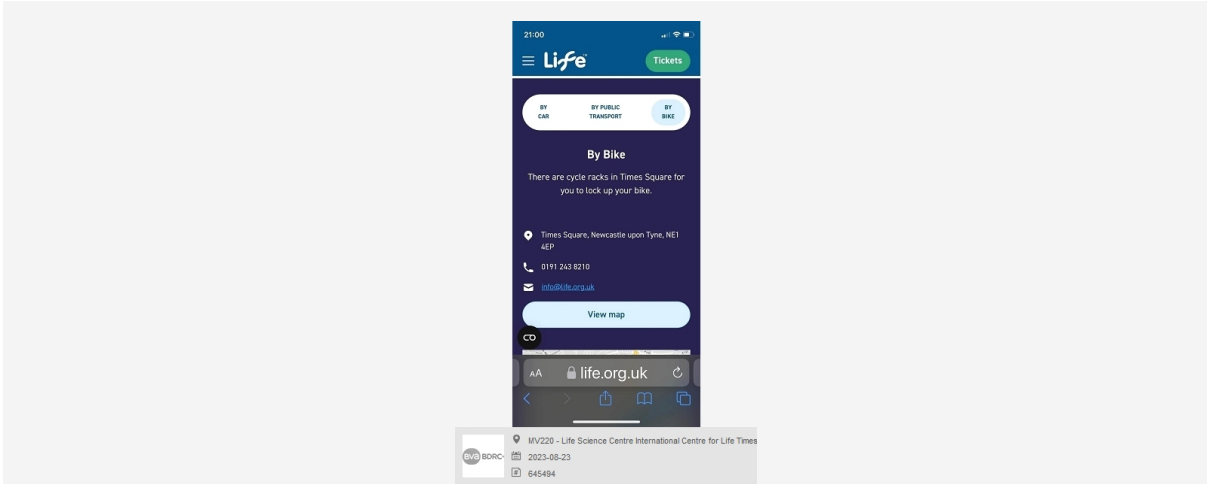 21:00
Life
Tickets
BY
CAR
BY PUBLIC
TRANSPORT
BY
BIKE
By Bike
There are cycle racks in Times Square for
you to lock up your bike.
Times Square, Newcastle upon Tyne, NE1
4EP
0191 243 8210
info@life.org.uk
View map
AA life.org.uk
BVA BDRC
MV220 - Life Science Centre International Centre for Life Times
2023-08-23
645494